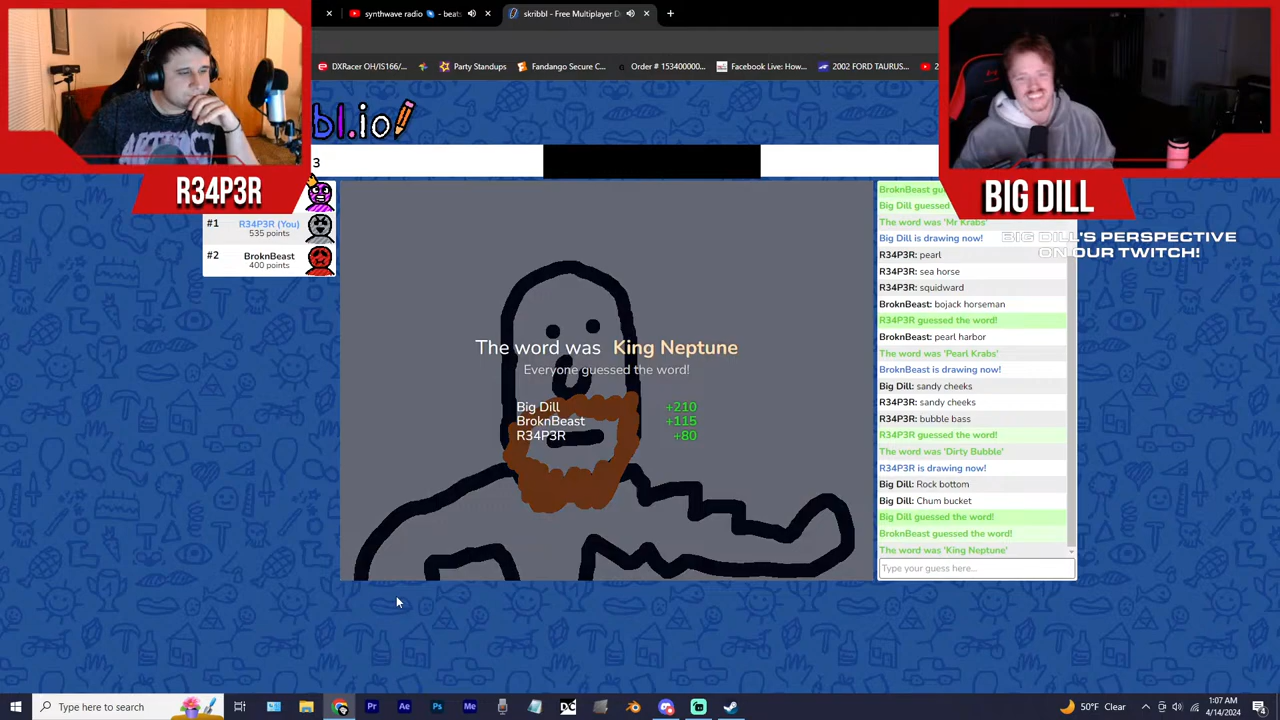 synthwave radio - beats
skribbl - Free Multiplayer D
DXRacer OH/IS166/...
Party Standups
Fandango Secure C...
Order # 153400000...
Facebook Live: How...
2002 FORD TAURUS...
bl.io
3
R34P3R
BIG DILL
BIG DILL'S PERSPECTIVE
ON OUR TWITCH!
#1 R34P3R (You)
535 points
#2 BroknBeast
400 points
The word was King Neptune
Everyone guessed the word!
Big Dill +210
BroknBeast +115
R34P3R +80
BroknBeast gu
Big Dill guessed
The word was 'Mr Krabs'
Big Dill is drawing now!
R34P3R: pearl
R34P3R: sea horse
R34P3R: squidward
BroknBeast: bojack horseman
R34P3R guessed the word!
BroknBeast: pearl harbor
The word was 'Pearl Krabs'
BroknBeast is drawing now!
Big Dill: sandy cheeks
R34P3R: sandy cheeks
R34P3R: bubble bass
R34P3R guessed the word!
The word was 'Dirty Bubble'
R34P3R is drawing now!
Big Dill: Rock bottom
Big Dill: Chum bucket
Big Dill guessed the word!
BroknBeast guessed the word!
The word was 'King Neptune'
Type your guess here...
Type here to search
Pr
Ae
Ps
Me
DC
50°F Clear
1:07 AM
4/14/2024